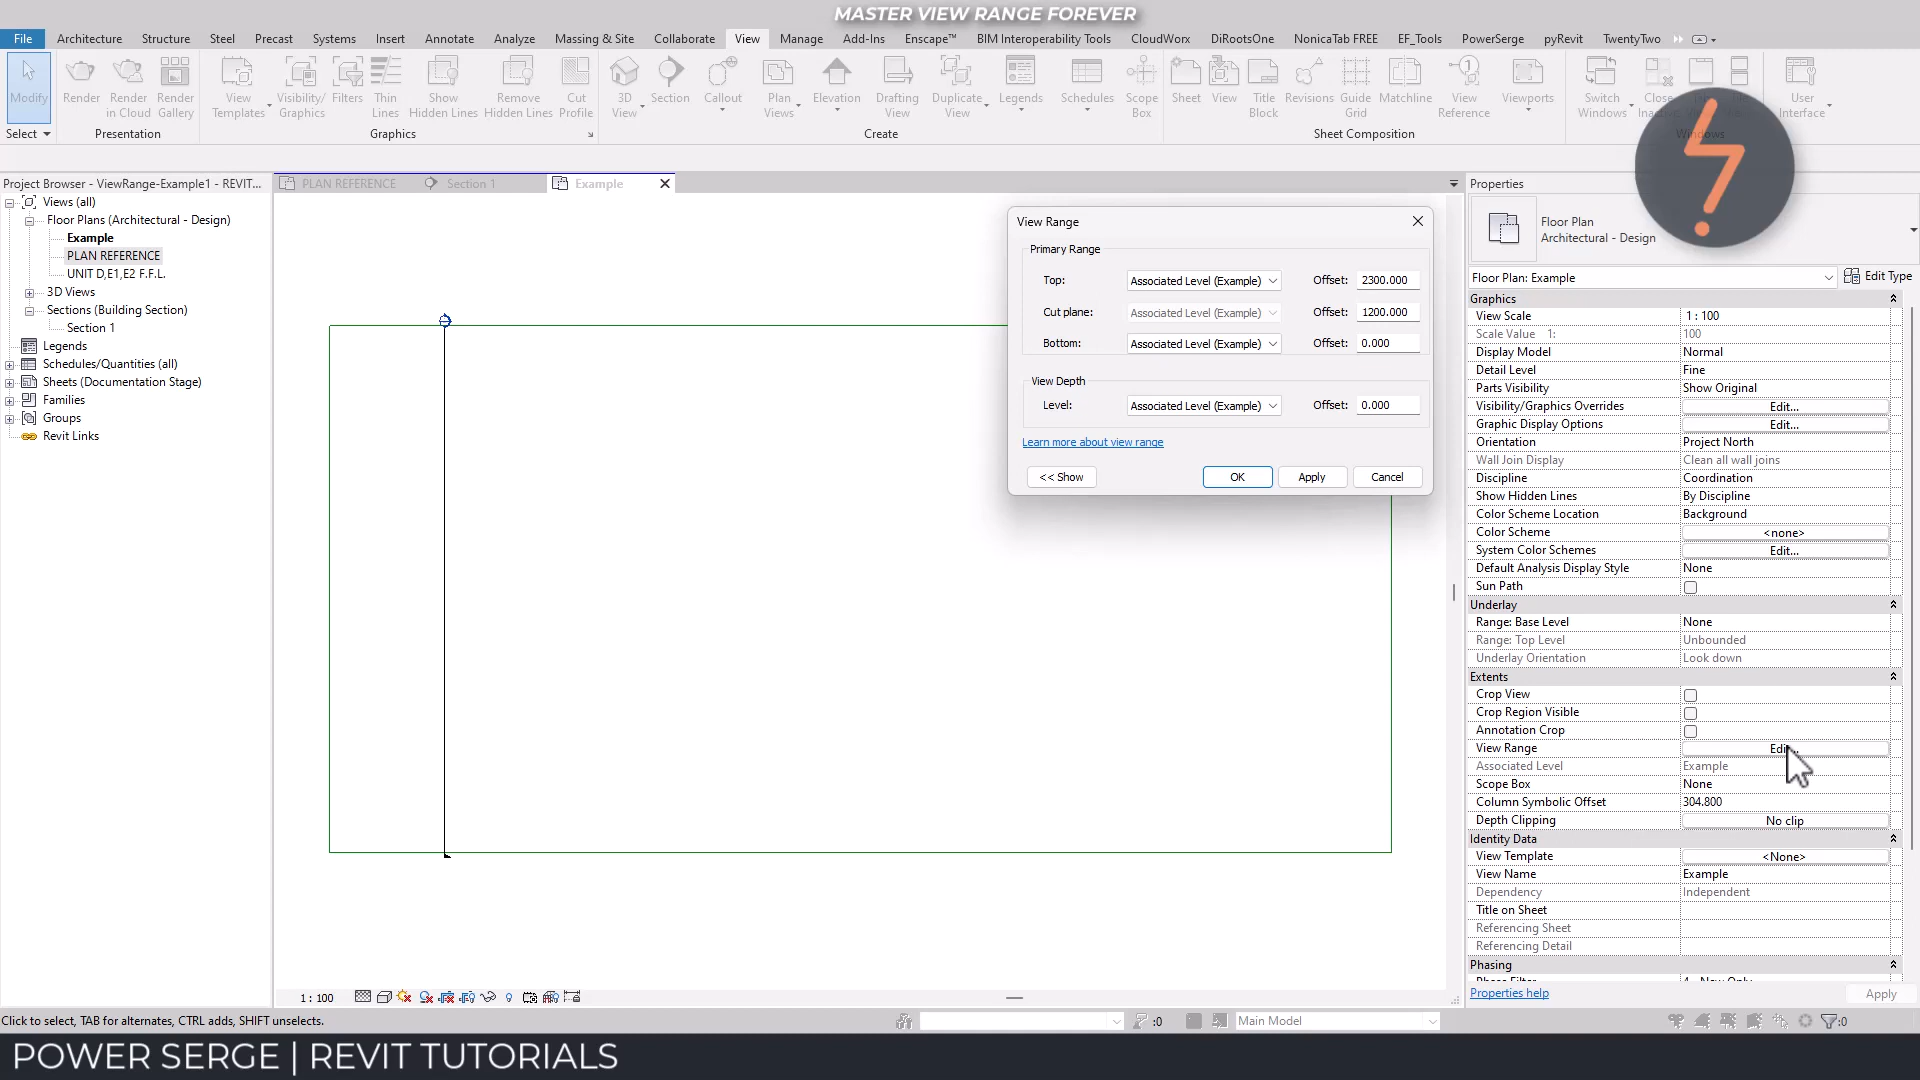 MASTER VIEW RANGE FOREVER
File Architecture Structure Steel Precast Systems Insert Annotate Analyze Massing & Site Collaborate View Manage Add-Ins Enscape™ BIM Interoperability Tools CloudWorx DiRootsOne NonicaTab FREE EF_Tools PowerSerge pyRevit TwentyTwo
Modify Render Render in Cloud Render Gallery View Templates Visibility/ Graphics Filters Thin Lines Show Hidden Lines Remove Hidden Lines Cut Profile 3D View Section Callout Plan Views Elevation Drafting View Duplicate View Legends Schedules Scope Box Sheet View Title Block Revisions Guide Grid Matchline View Reference Viewports Switch Windows User Interface
Select Presentation Graphics Create Sheet Composition Windows
Project Browser - ViewRange-Example1 - REVIT...
Views (all)
Floor Plans (Architectural - Design)
Example
PLAN REFERENCE
UNIT D,E1,E2 F.F.L.
3D Views
Sections (Building Section)
Section 1
Legends
Schedules/Quantities (all)
Sheets (Documentation Stage)
Families
Groups
Revit Links
PLAN REFERENCE Section 1 Example
View Range
Primary Range
Top: Associated Level (Example) Offset: 2300.000
Cut plane: Associated Level (Example) Offset: 1200.000
Bottom: Associated Level (Example) Offset: 0.000
View Depth
Level: Associated Level (Example) Offset: 0.000
Learn more about view range
<< Show OK Apply Cancel
Properties
Floor Plan
Architectural - Design
Floor Plan: Example Edit Type
Graphics
View Scale 1 : 100
Scale Value 1: 100
Display Model Normal
Detail Level Fine
Parts Visibility Show Original
Visibility/Graphics Overrides Edit...
Graphic Display Options Edit...
Orientation Project North
Wall Join Display Clean all wall joins
Discipline Coordination
Show Hidden Lines By Discipline
Color Scheme Location Background
Color Scheme <none>
System Color Schemes Edit...
Default Analysis Display Style None
Sun Path
Underlay
Range: Base Level None
Range: Top Level Unbounded
Underlay Orientation Look down
Extents
Crop View
Crop Region Visible
Annotation Crop
View Range Edit...
Associated Level Example
Scope Box None
Column Symbolic Offset 304.800
Depth Clipping No clip
Identity Data
View Template <None>
View Name Example
Dependency Independent
Title on Sheet
Referencing Sheet
Referencing Detail
Phasing
Properties help Apply
1 : 100
Click to select, TAB for alternates, CTRL adds, SHIFT unselects. :0 Main Model :0
POWER SERGE | REVIT TUTORIALS